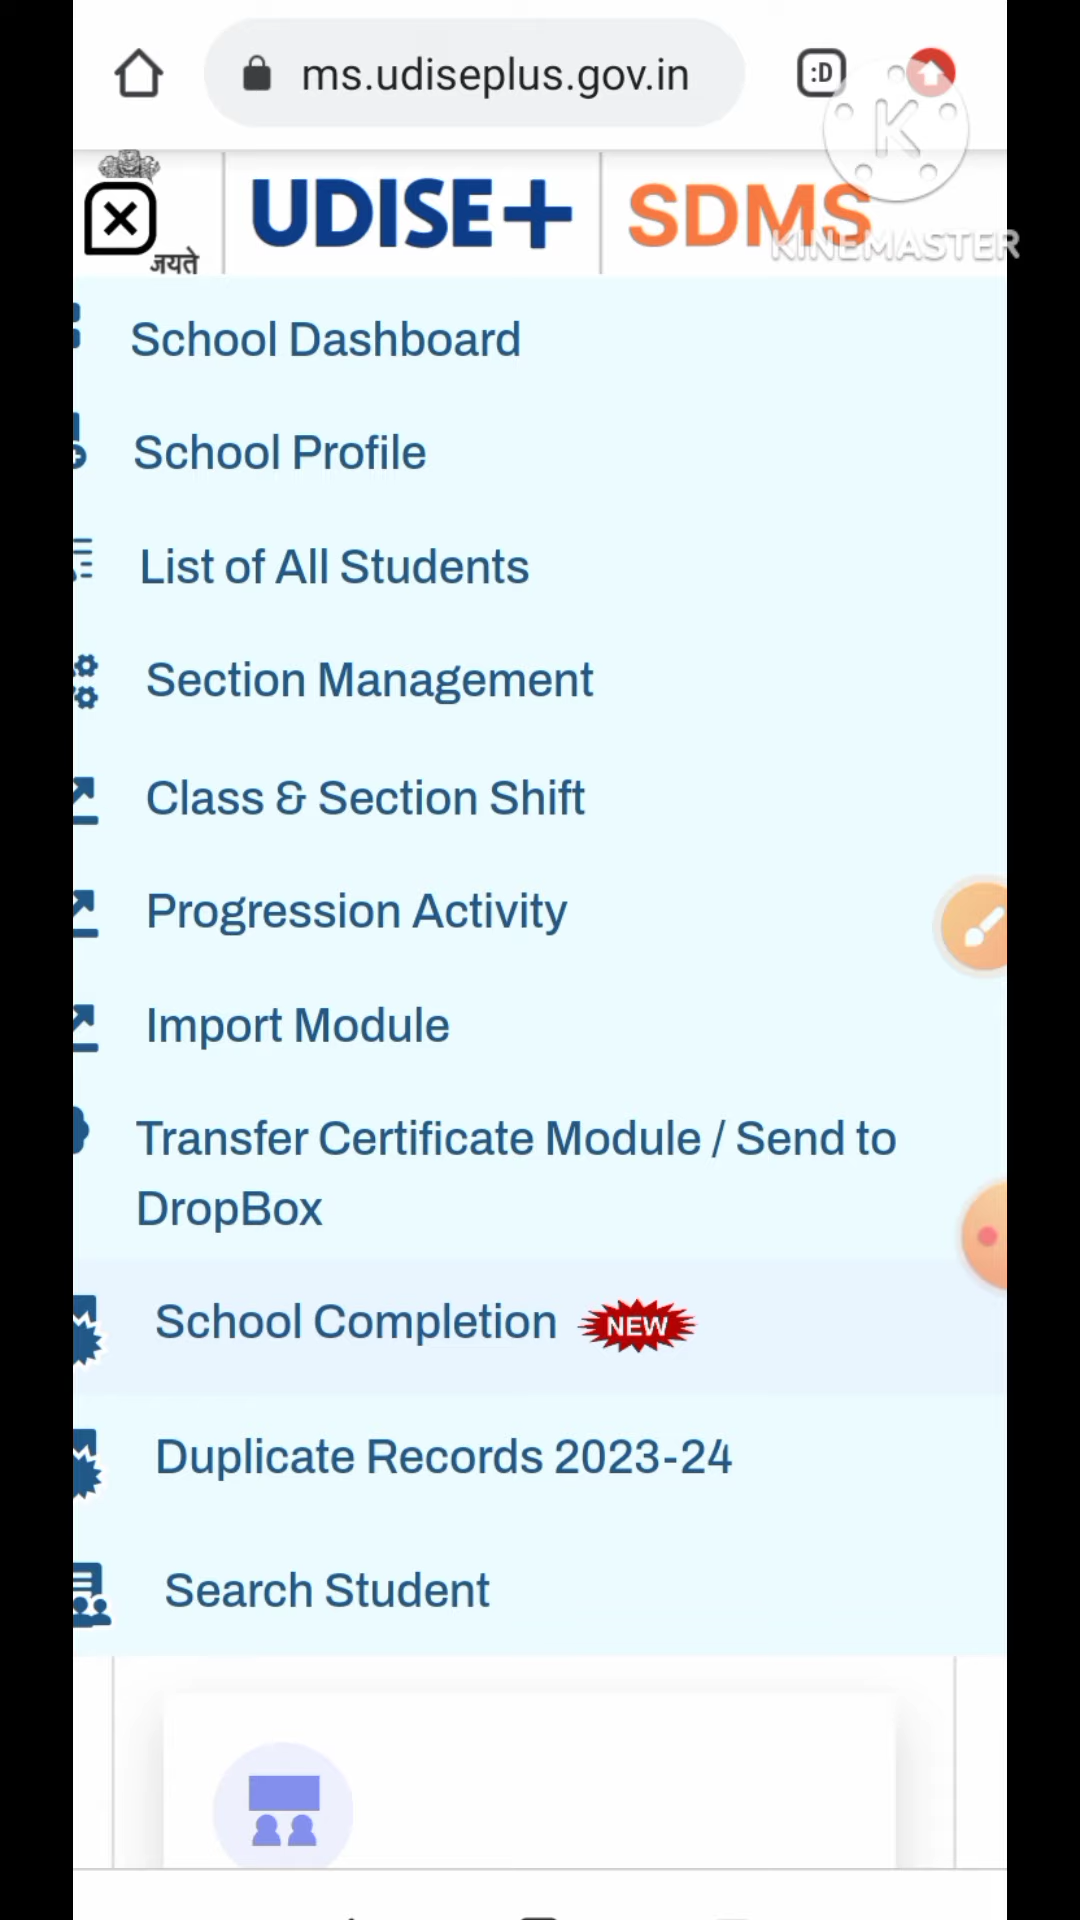 ms.udiseplus.gov.in
:D
K
जयते
UDISE+
SDMS
KINEMASTER
School Dashboard
School Profile
List of All Students
Section Management
Class & Section Shift
Progression Activity
Import Module
Transfer Certificate Module / Send to
DropBox
School Completion NEW
Duplicate Records 2023-24
Search Student